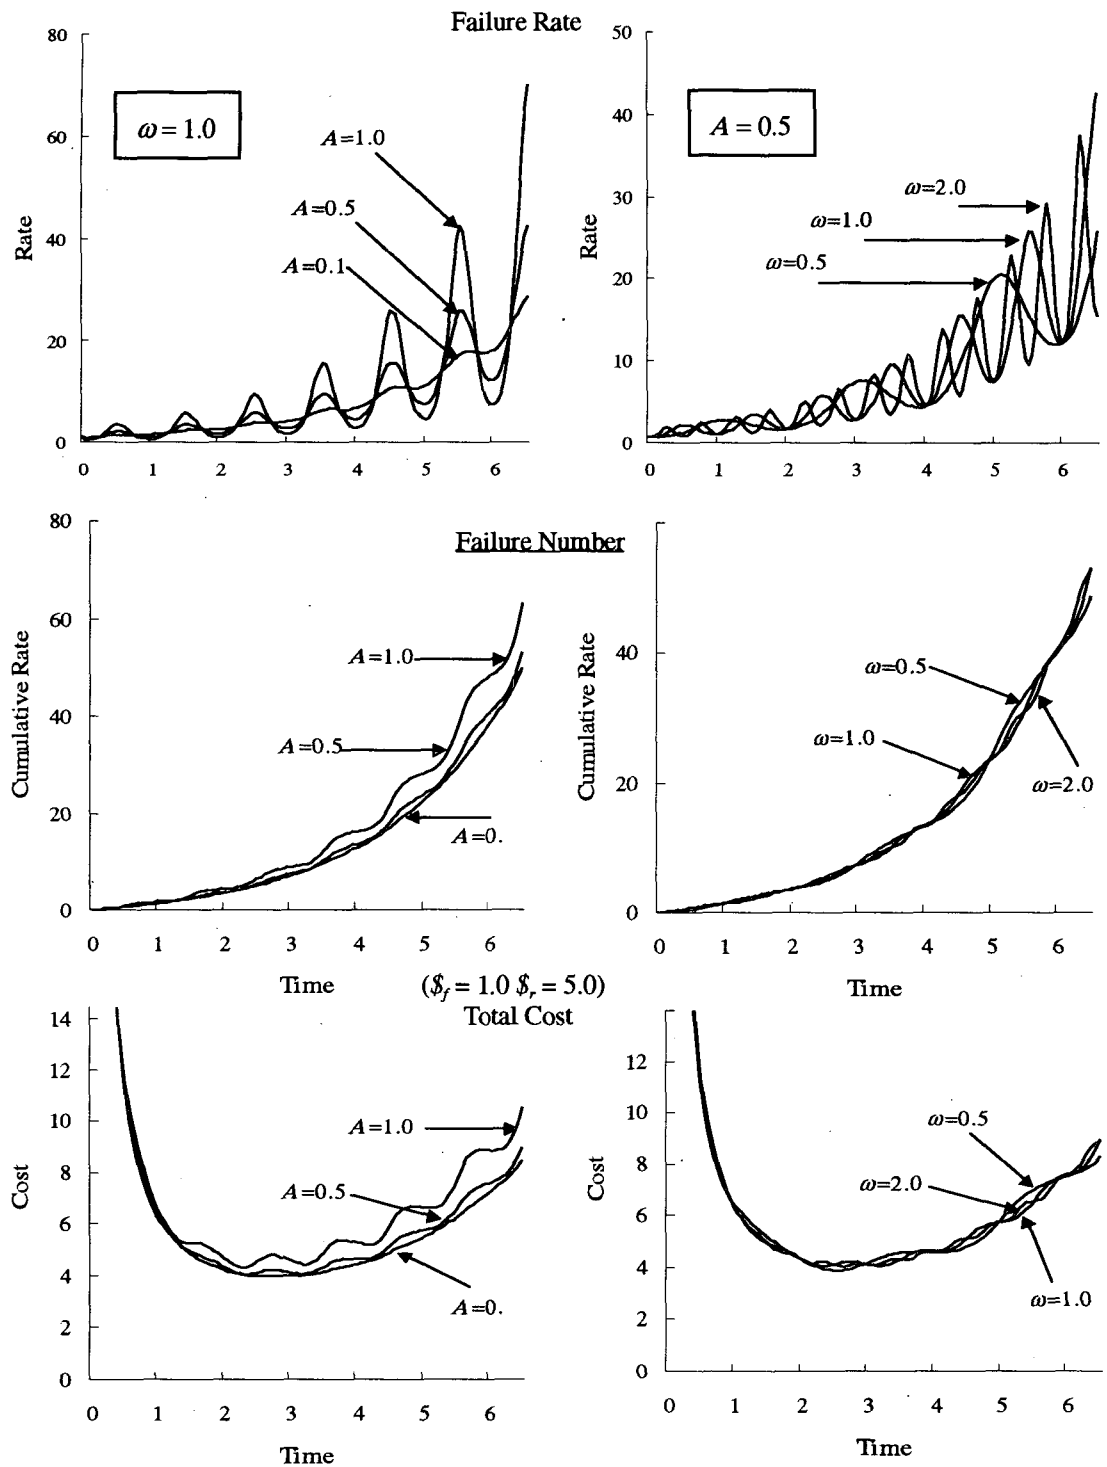 Failure Rate
80
60
40
20
0
Rate
ω = 1.0
A=1.0
A=0.5
A=0.1
0 1 2 3 4 5 6
50
40
30
20
10
0
Rate
A = 0.5
ω=2.0
ω=1.0
ω=0.5
0 1 2 3 4 5 6
Failure Number
80
60
40
20
0
Cumulative Rate
A=1.0
A=0.5
A=0.
0 1 2 3 4 5 6
Time
40
20
0
Cumulative Rate
ω=0.5
ω=1.0
ω=2.0
0 1 2 3 4 5 6
Time
($f = 1.0 $r = 5.0)
Total Cost
14
12
10
8
6
4
2
0
Cost
A=1.0
A=0.5
A=0.
0 1 2 3 4 5 6
Time
12
10
8
6
4
2
0
Cost
ω=0.5
ω=2.0
ω=1.0
0 1 2 3 4 5 6
Time